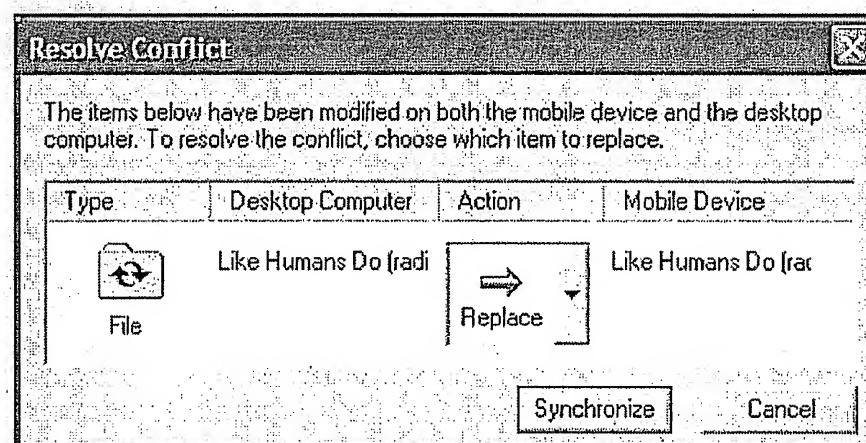 Resolve Conflict
The items below have been modified on both the mobile device and the desktop
computer. To resolve the conflict, choose which item to replace.
Type Desktop Computer Action Mobile Device
Like Humans Do (radi Like Humans Do (rac
File Replace
Synchronize Cancel